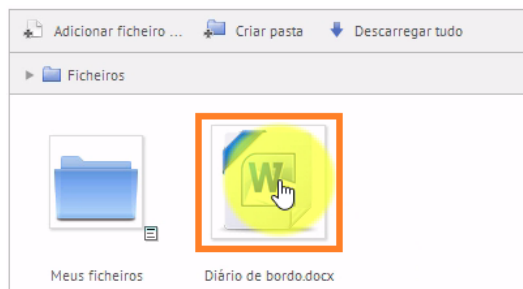 Adicionar ficheiro ... Criar pasta Descarregar tudo
Ficheiros
W
Meus ficheiros Diário de bordo.docx